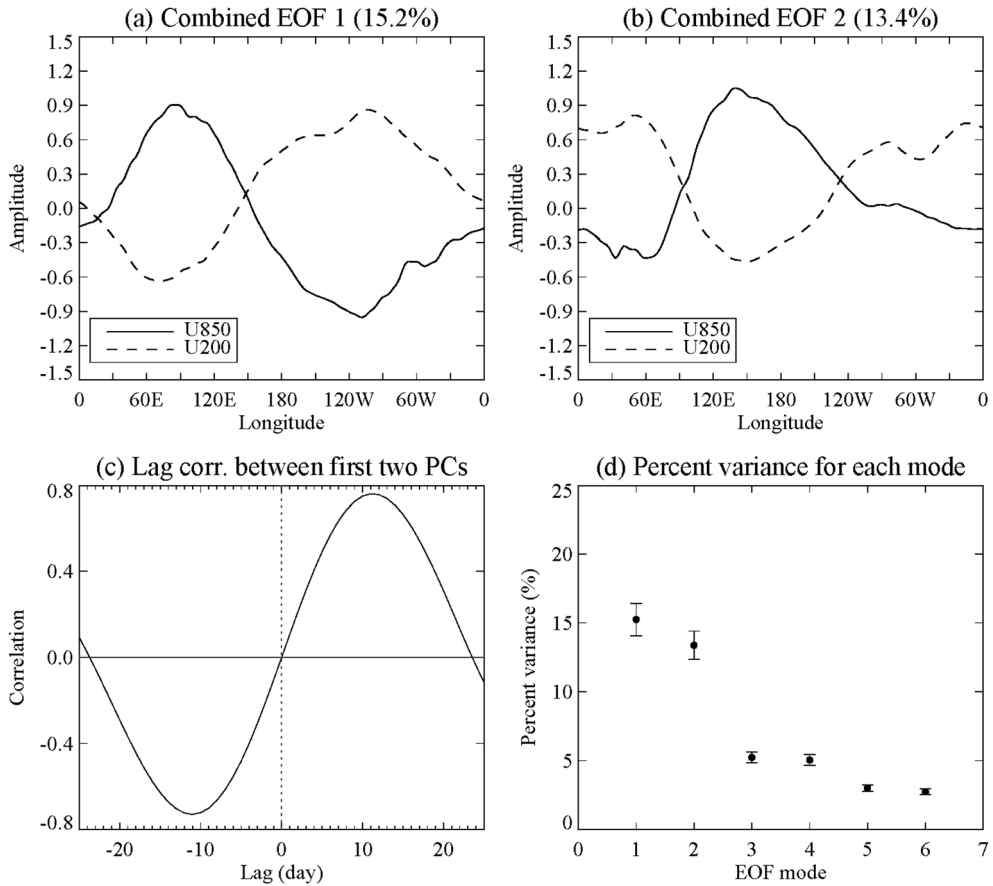 (a) Combined EOF 1 (15.2%)
1.5
1.2
0.9
0.6
0.3
0.0
-0.3
-0.6
-0.9
-1.2
-1.5
Amplitude
U850
U200
0 60E 120E 180 120W 60W 0
Longitude
(b) Combined EOF 2 (13.4%)
1.5
1.2
0.9
0.6
0.3
0.0
-0.3
-0.6
-0.9
-1.2
-1.5
Amplitude
U850
U200
0 60E 120E 180 120W 60W 0
Longitude
(c) Lag corr. between first two PCs
0.8
0.4
0.0
-0.4
-0.8
Correlation
-20 -10 0 10 20
Lag (day)
(d) Percent variance for each mode
25
20
15
10
5
0
Percent variance (%)
0 1 2 3 4 5 6 7
EOF mode